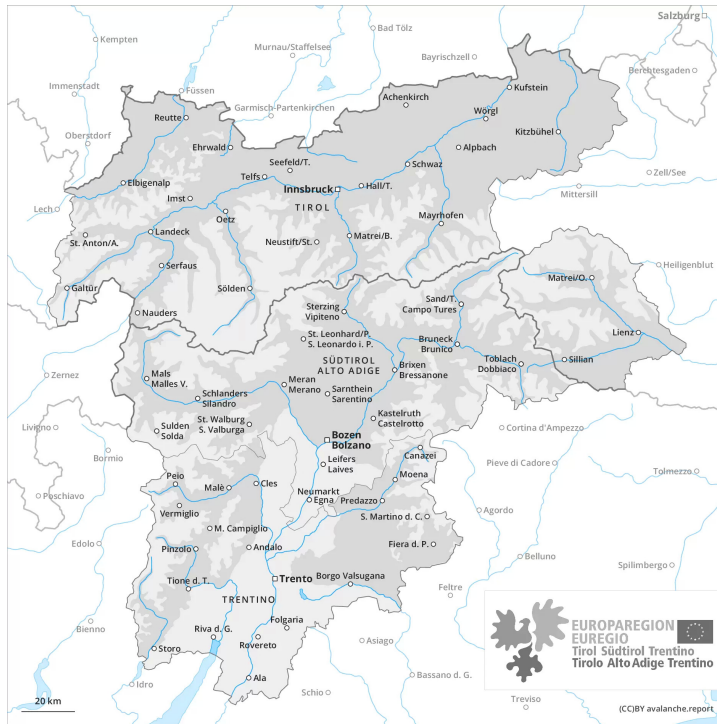 Salzburg
Kempten
Bad Tölz
Murnau/Staffelsee
Bayrischzell
Berchtesgaden
Immenstadt
Füssen
Garmisch-Partenkirchen
Achenkirch
Kufstein
Reutte
Wörgl
Oberstdorf
Ehrwald
Kitzbühel
Alpbach
Seefeld/T.
Schwaz
Zell/See
Telfs
Elbigenalp
Innsbruck
Hall/T.
Mittersill
Imst
TIROL
Lech
Oetz
Mayrhofen
Landeck
Matrei/B.
St. Anton/A.
Neustift/St.
Serfaus
Heiligenblut
Matrei/O.
Galtür
Sölden
Sand/T.
Campo Tures
Nauders
Sterzing
Vipiteno
Lienz
St. Leonhard/P.
S. Leonardo i. P.
Bruneck
Brunico
SÜDTIROL
ALTO ADIGE
Toblach
Dobbiaco
Sillian
Zernez
Mals
Malles V.
Meran
Merano
Brixen
Bressanone
Schlanders
Silandro
Sarnthein
Sarentino
St. Walburg
S. Valburga
Kastelruth
Castelrotto
Livigno
Sulden
Solda
Cortina d'Ampezzo
Bozen
Bolzano
Bormio
Canazei
Leifers
Laives
Pieve di Cadore
Tolmezzo
Peio
Moena
Malè
Cles
Poschiavo
Neumarkt
Egna
Predazzo
Vermiglio
Agordo
S. Martino d. C.
M. Campiglio
Edolo
Pinzolo
Andalo
Fiera d. P.
Belluno
Spilimbergo
Tione d. T.
Trento
Borgo Valsugana
Feltre
TRENTINO
Folgaria
Bienno
Riva d. G.
Rovereto
Asiago
Storo
Bassano d. G.
Ala
Idro
Schio
Treviso
EUROPAREGION
EUREGIO
Tirol Südtirol Trentino
Tirolo Alto Adige Trentino
20 km
(CC)BY avalanche.report